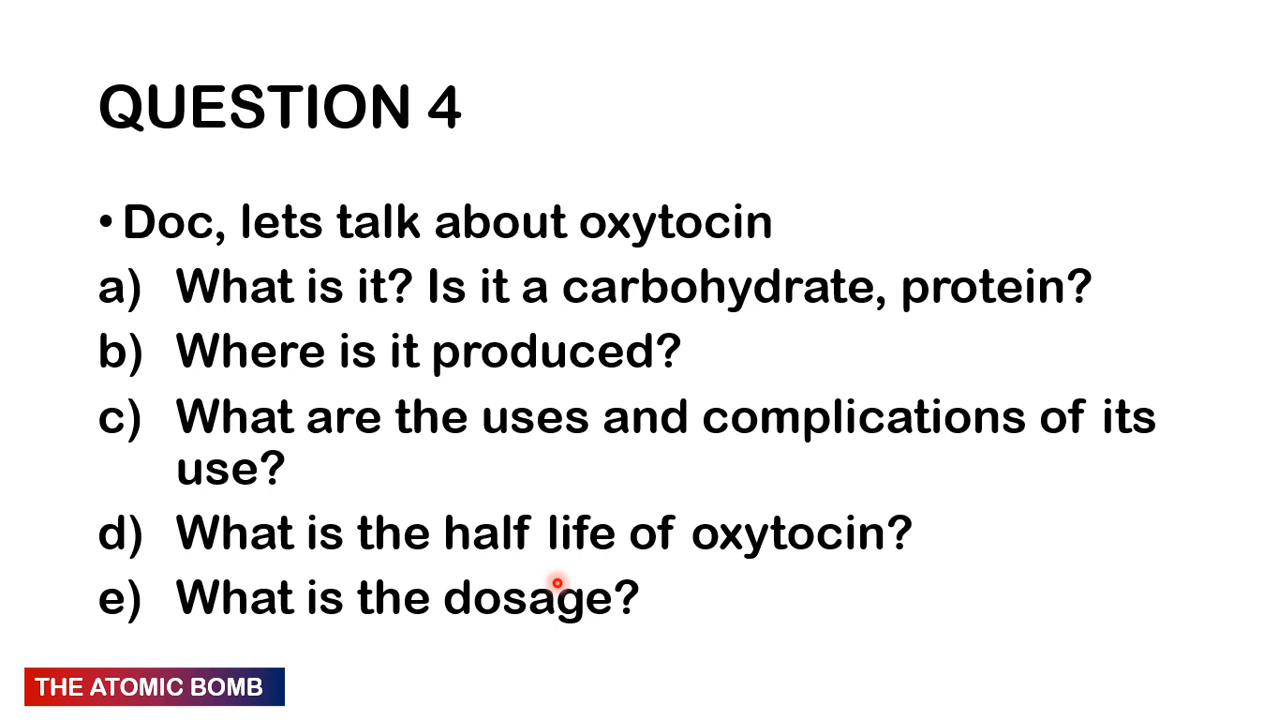 QUESTION 4
• Doc, lets talk about oxytocin
a) What is it? Is it a carbohydrate, protein?
b) Where is it produced?
c) What are the uses and complications of its
use?
d) What is the half life of oxytocin?
e) What is the dosage?
THE ATOMIC BOMB